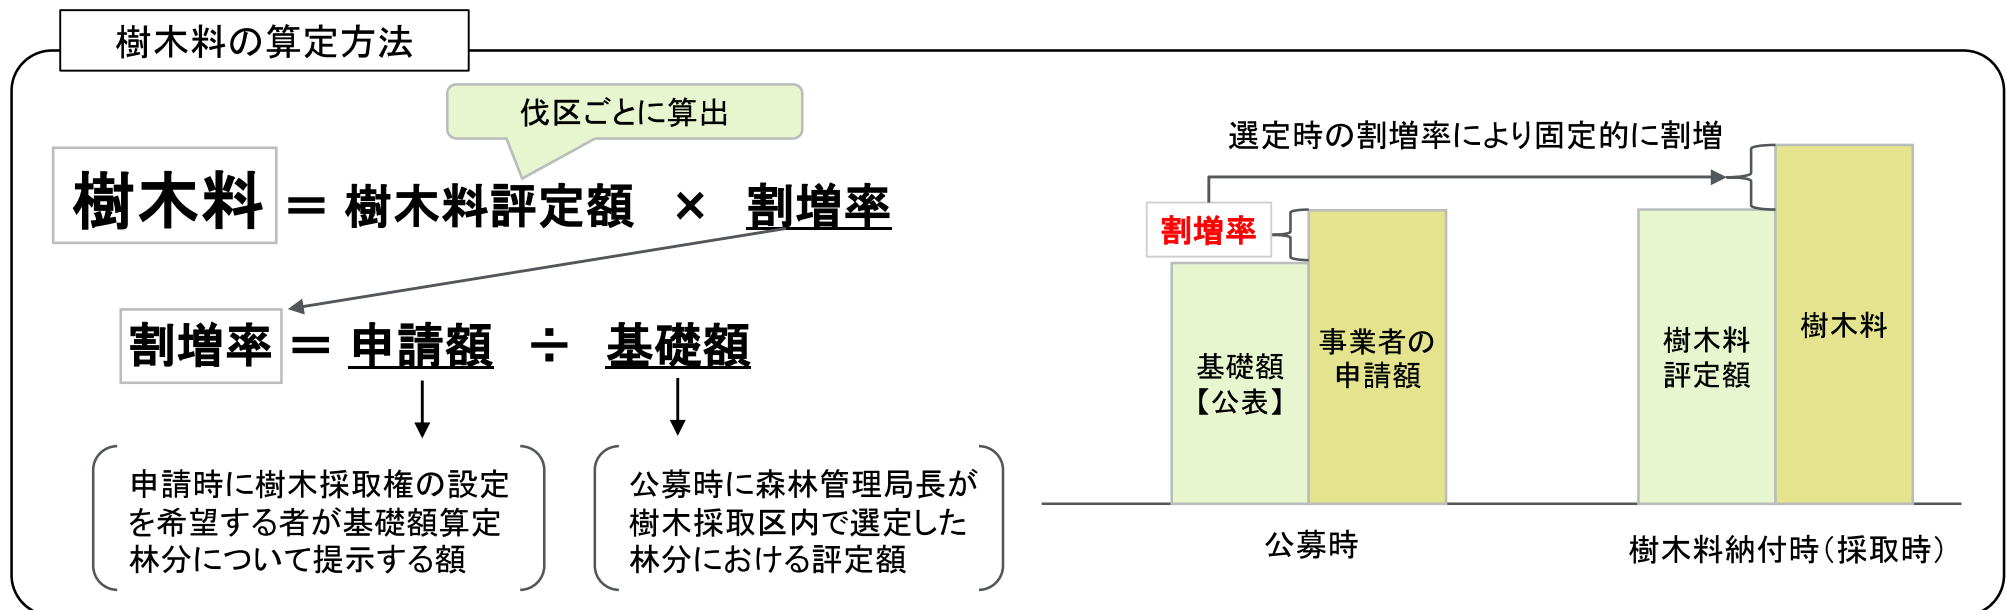 樹木料の算定方法
伐区ごとに算出
樹木料 = 樹木料評定額 × 割増率
割増率 = 申請額 ÷ 基礎額
申請時に樹木採取権の設定
を希望する者が基礎額算定
林分について提示する額
公募時に森林管理局長が
樹木採取区内で選定した
林分における評定額
選定時の割増率により固定的に割増
割増率
基礎額
【公表】
事業者の
申請額
樹木料
評定額
樹木料
公募時
樹木料納付時（採取時）